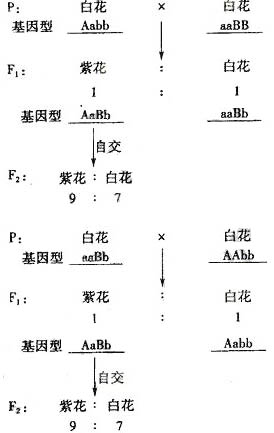 P: 白花 × 白花
基因型 Aabb aaBB
F₁: 紫花 : 白花
1 : 1
基因型 AaBb aaBb
自交
F₂: 紫花 : 白花
9 : 7
P: 白花 × 白花
基因型 aaBb AAbb
F₁: 紫花 : 白花
1 : 1
基因型 AaBb Aabb
自交
F₂: 紫花 : 白花
9 : 7